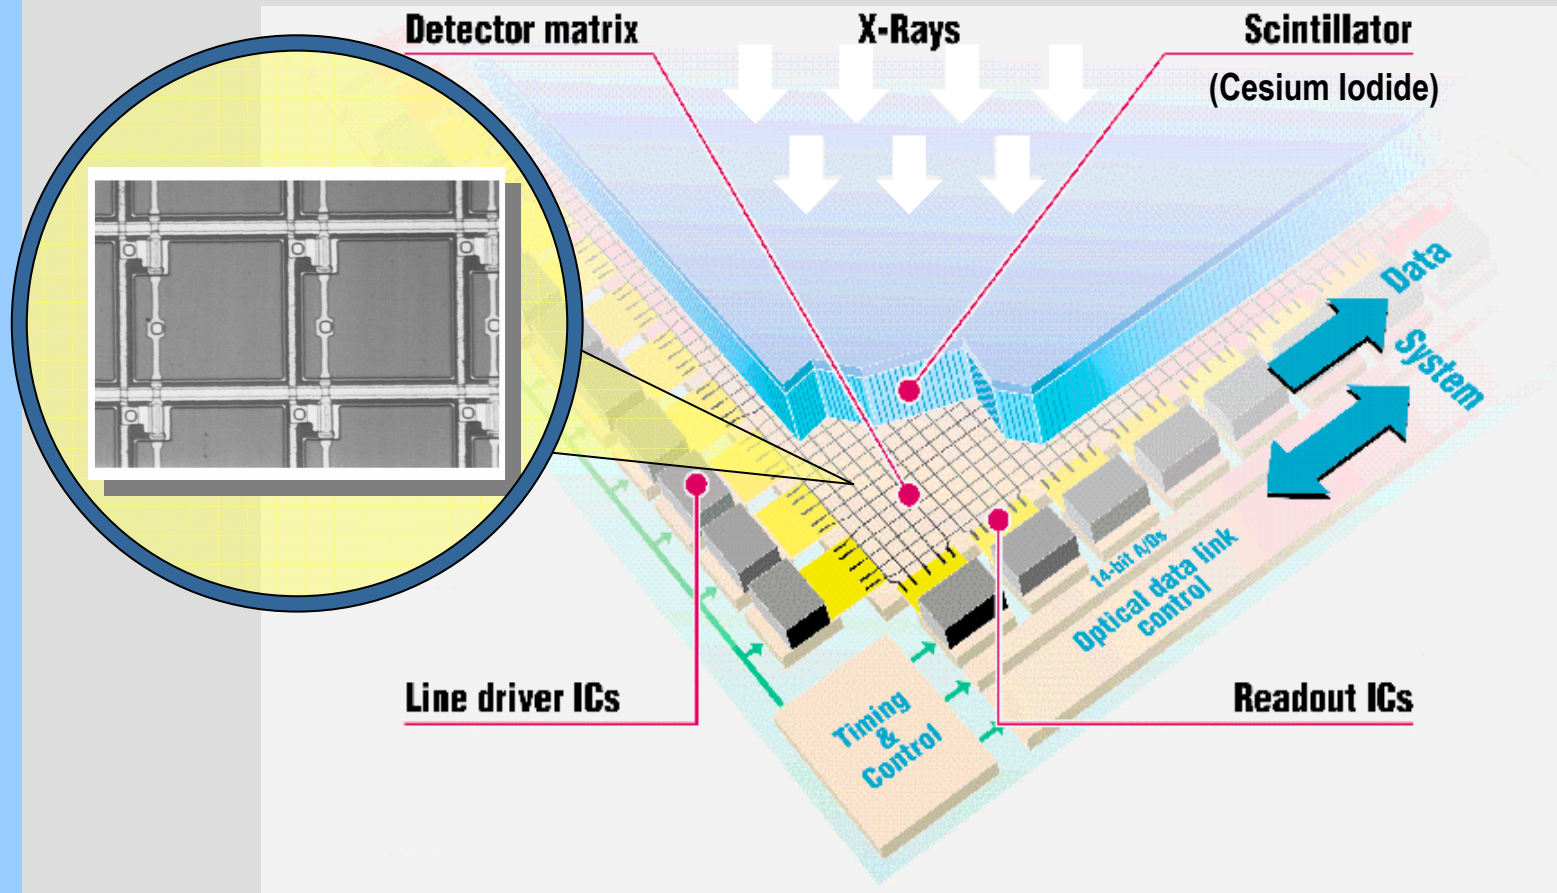 Detector matrix
X-Rays
Scintillator
(Cesium Iodide)
Data
System
14-bit A/Ds
Optical data link
control
Line driver ICs
Readout ICs
Timing
&
Control